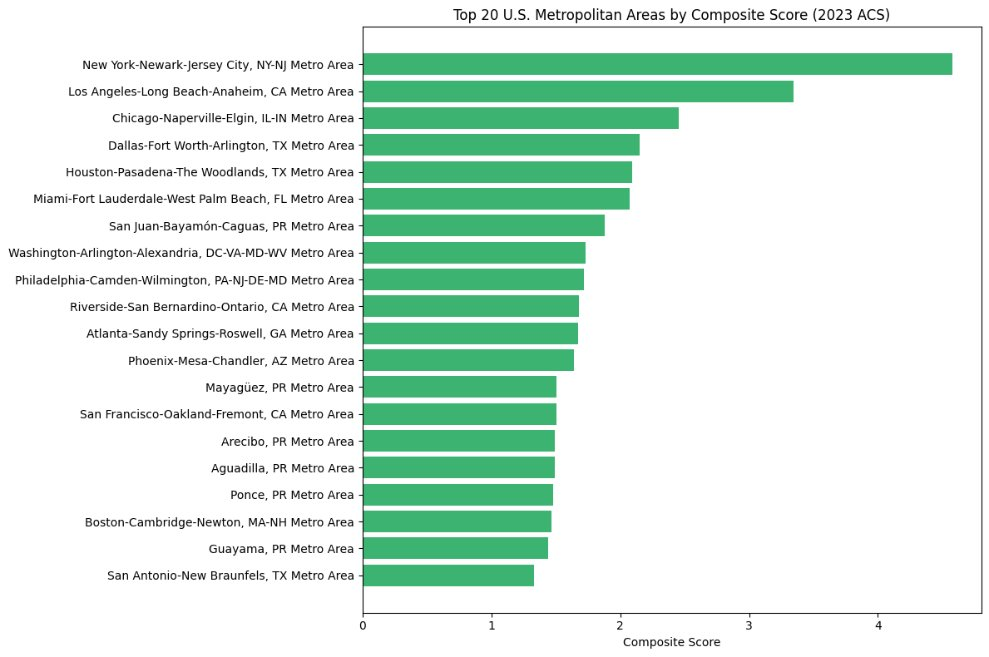 Top 20 U.S. Metropolitan Areas by Composite Score (2023 ACS)
New York-Newark-Jersey City, NY-NJ Metro Area
Los Angeles-Long Beach-Anaheim, CA Metro Area
Chicago-Naperville-Elgin, IL-IN Metro Area
Dallas-Fort Worth-Arlington, TX Metro Area
Houston-Pasadena-The Woodlands, TX Metro Area
Miami-Fort Lauderdale-West Palm Beach, FL Metro Area
San Juan-Bayamón-Caguas, PR Metro Area
Washington-Arlington-Alexandria, DC-VA-MD-WV Metro Area
Philadelphia-Camden-Wilmington, PA-NJ-DE-MD Metro Area
Riverside-San Bernardino-Ontario, CA Metro Area
Atlanta-Sandy Springs-Roswell, GA Metro Area
Phoenix-Mesa-Chandler, AZ Metro Area
Mayagüez, PR Metro Area
San Francisco-Oakland-Fremont, CA Metro Area
Arecibo, PR Metro Area
Aguadilla, PR Metro Area
Ponce, PR Metro Area
Boston-Cambridge-Newton, MA-NH Metro Area
Guayama, PR Metro Area
San Antonio-New Braunfels, TX Metro Area
0 1 2 3 4
Composite Score